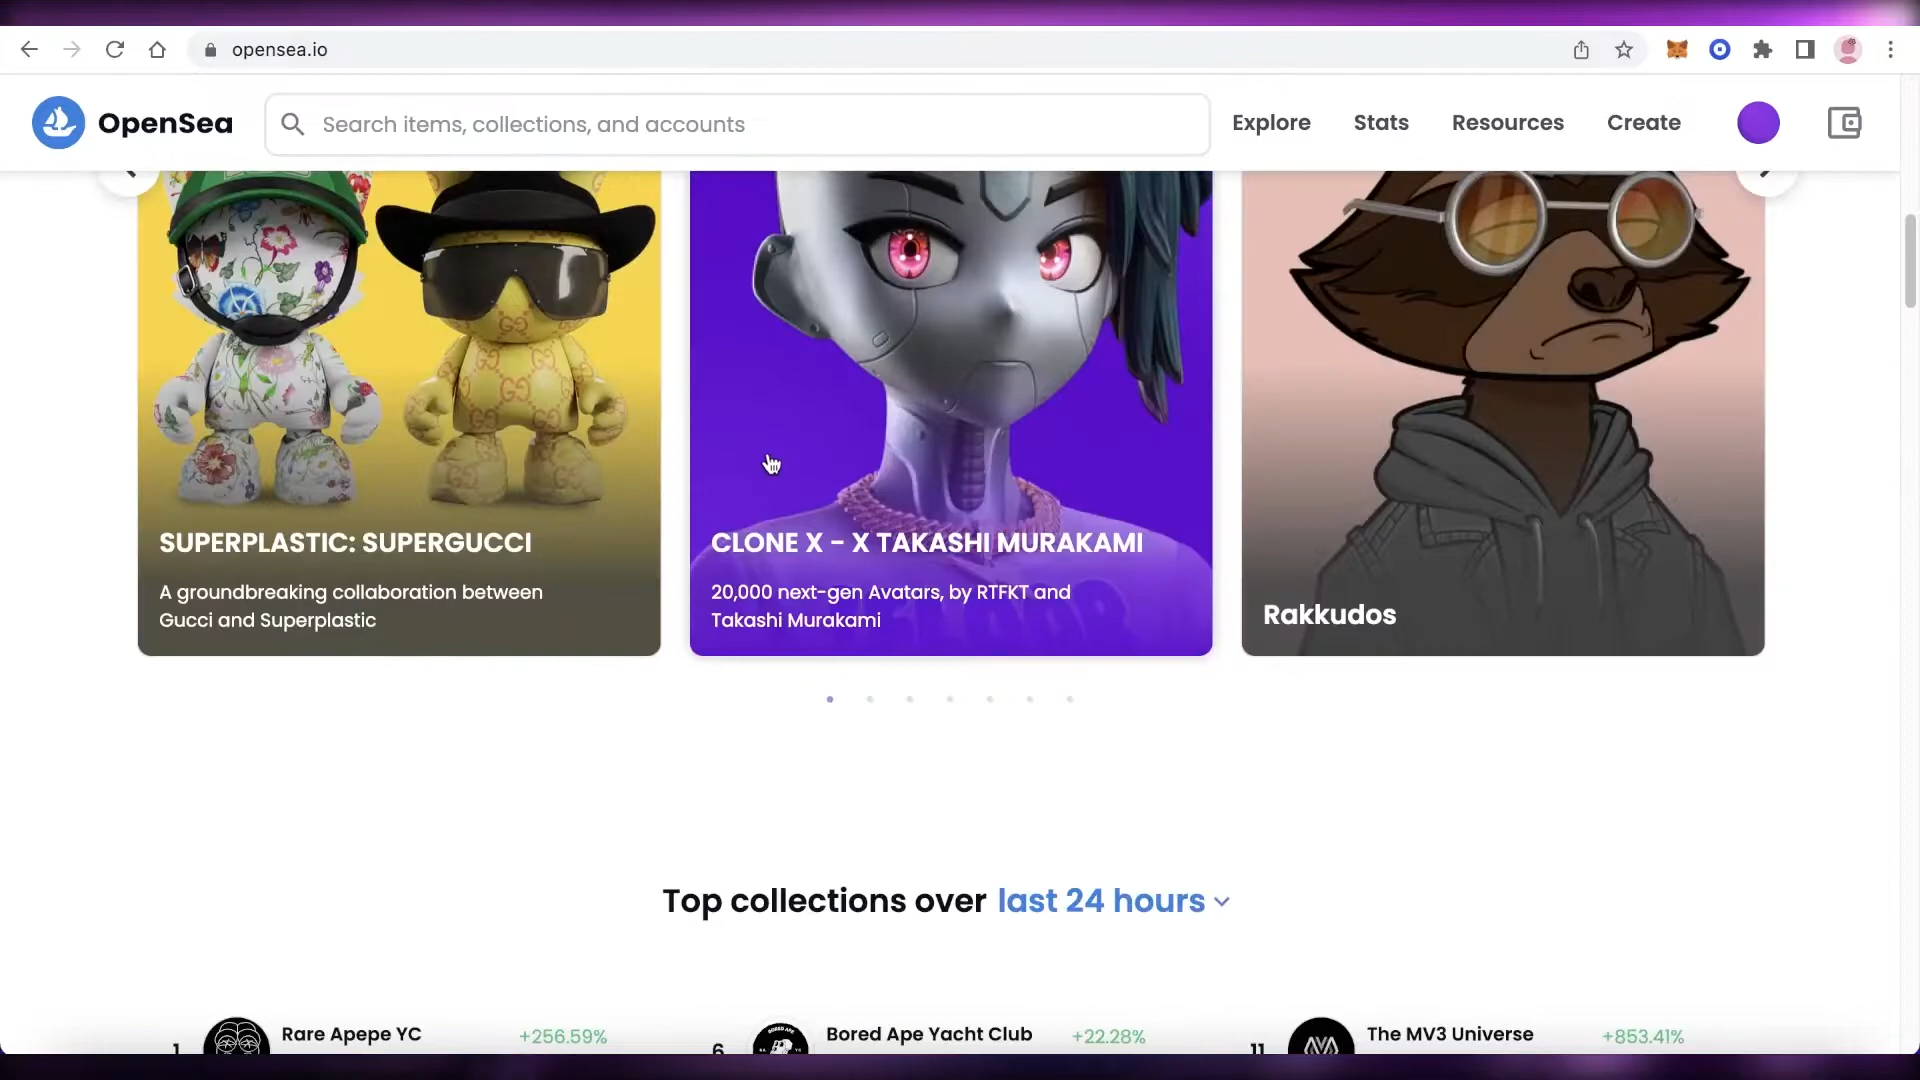 opensea.io
OpenSea
Search items, collections, and accounts
Explore
Stats
Resources
Create
SUPERPLASTIC: SUPERGUCCI
A groundbreaking collaboration between
Gucci and Superplastic
CLONE X - X TAKASHI MURAKAMI
20,000 next-gen Avatars, by RTFKT and
Takashi Murakami
Rakkudos
Top collections over last 24 hours
1 Rare Apepe YC +256.59%
6 Bored Ape Yacht Club +22.28%
11 The MV3 Universe +853.41%